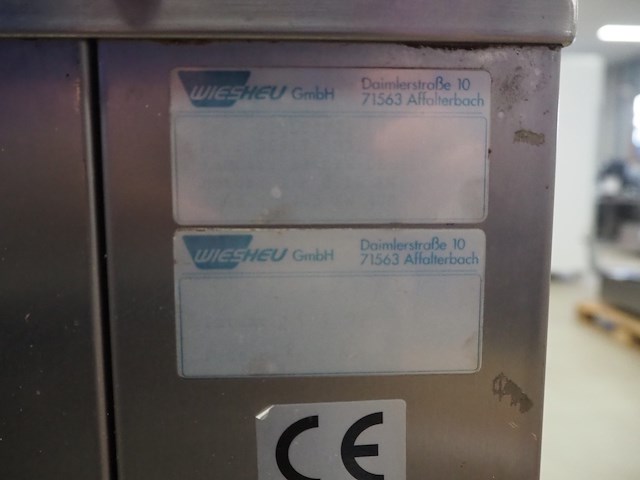 WIESHEU GmbH
Daimlerstraße 10
71563 Affalterbach
WIESHEU GmbH
Daimlerstraße 10
71563 Affalterbach
CE